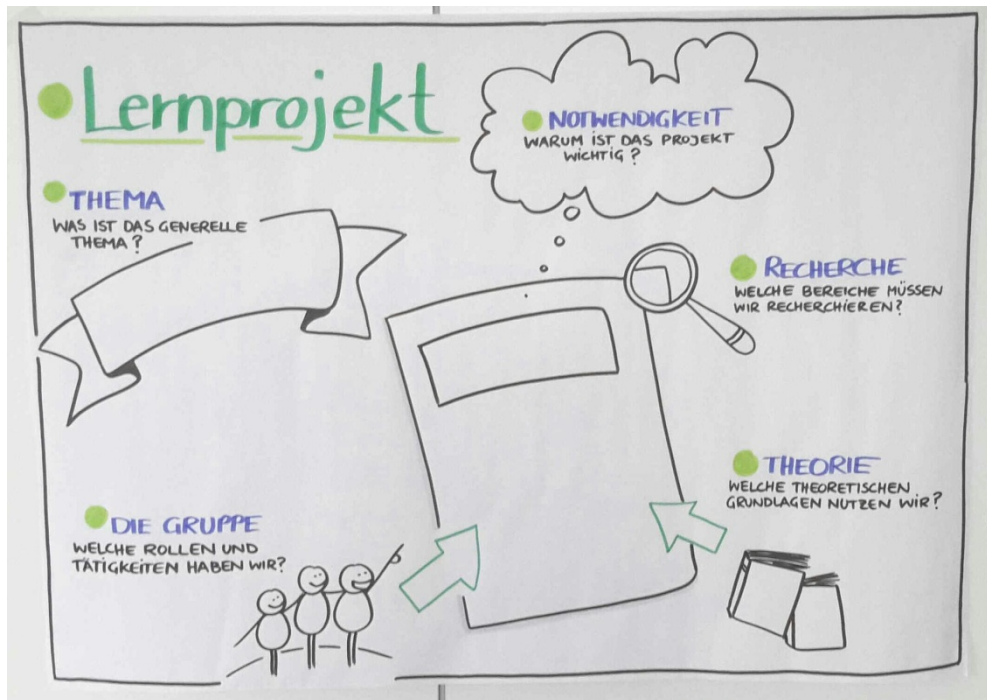 Lernprojekt
NOTWENDIGKEIT
WARUM IST DAS PROJEKT
WICHTIG?
THEMA
WAS IST DAS GENERELLE
THEMA?
RECHERCHE
WELCHE BEREICHE MÜSSEN
WIR RECHERCHIEREN?
THEORIE
WELCHE THEORETISCHEN
GRUNDLAGEN NUTZEN WIR?
DIE GRUPPE
WELCHE ROLLEN UND
TÄTIGKEITEN HABEN WIR?